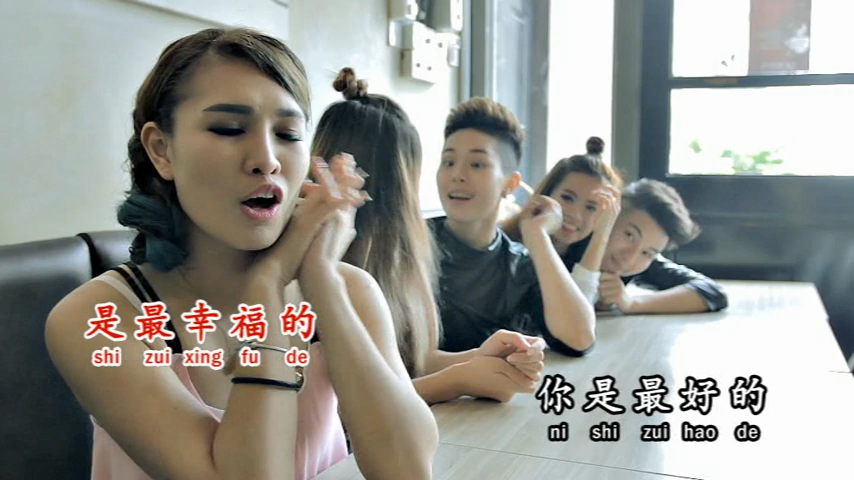 是最幸福的
shi zui xing fu de
你是最好的
ni shi zui hao de